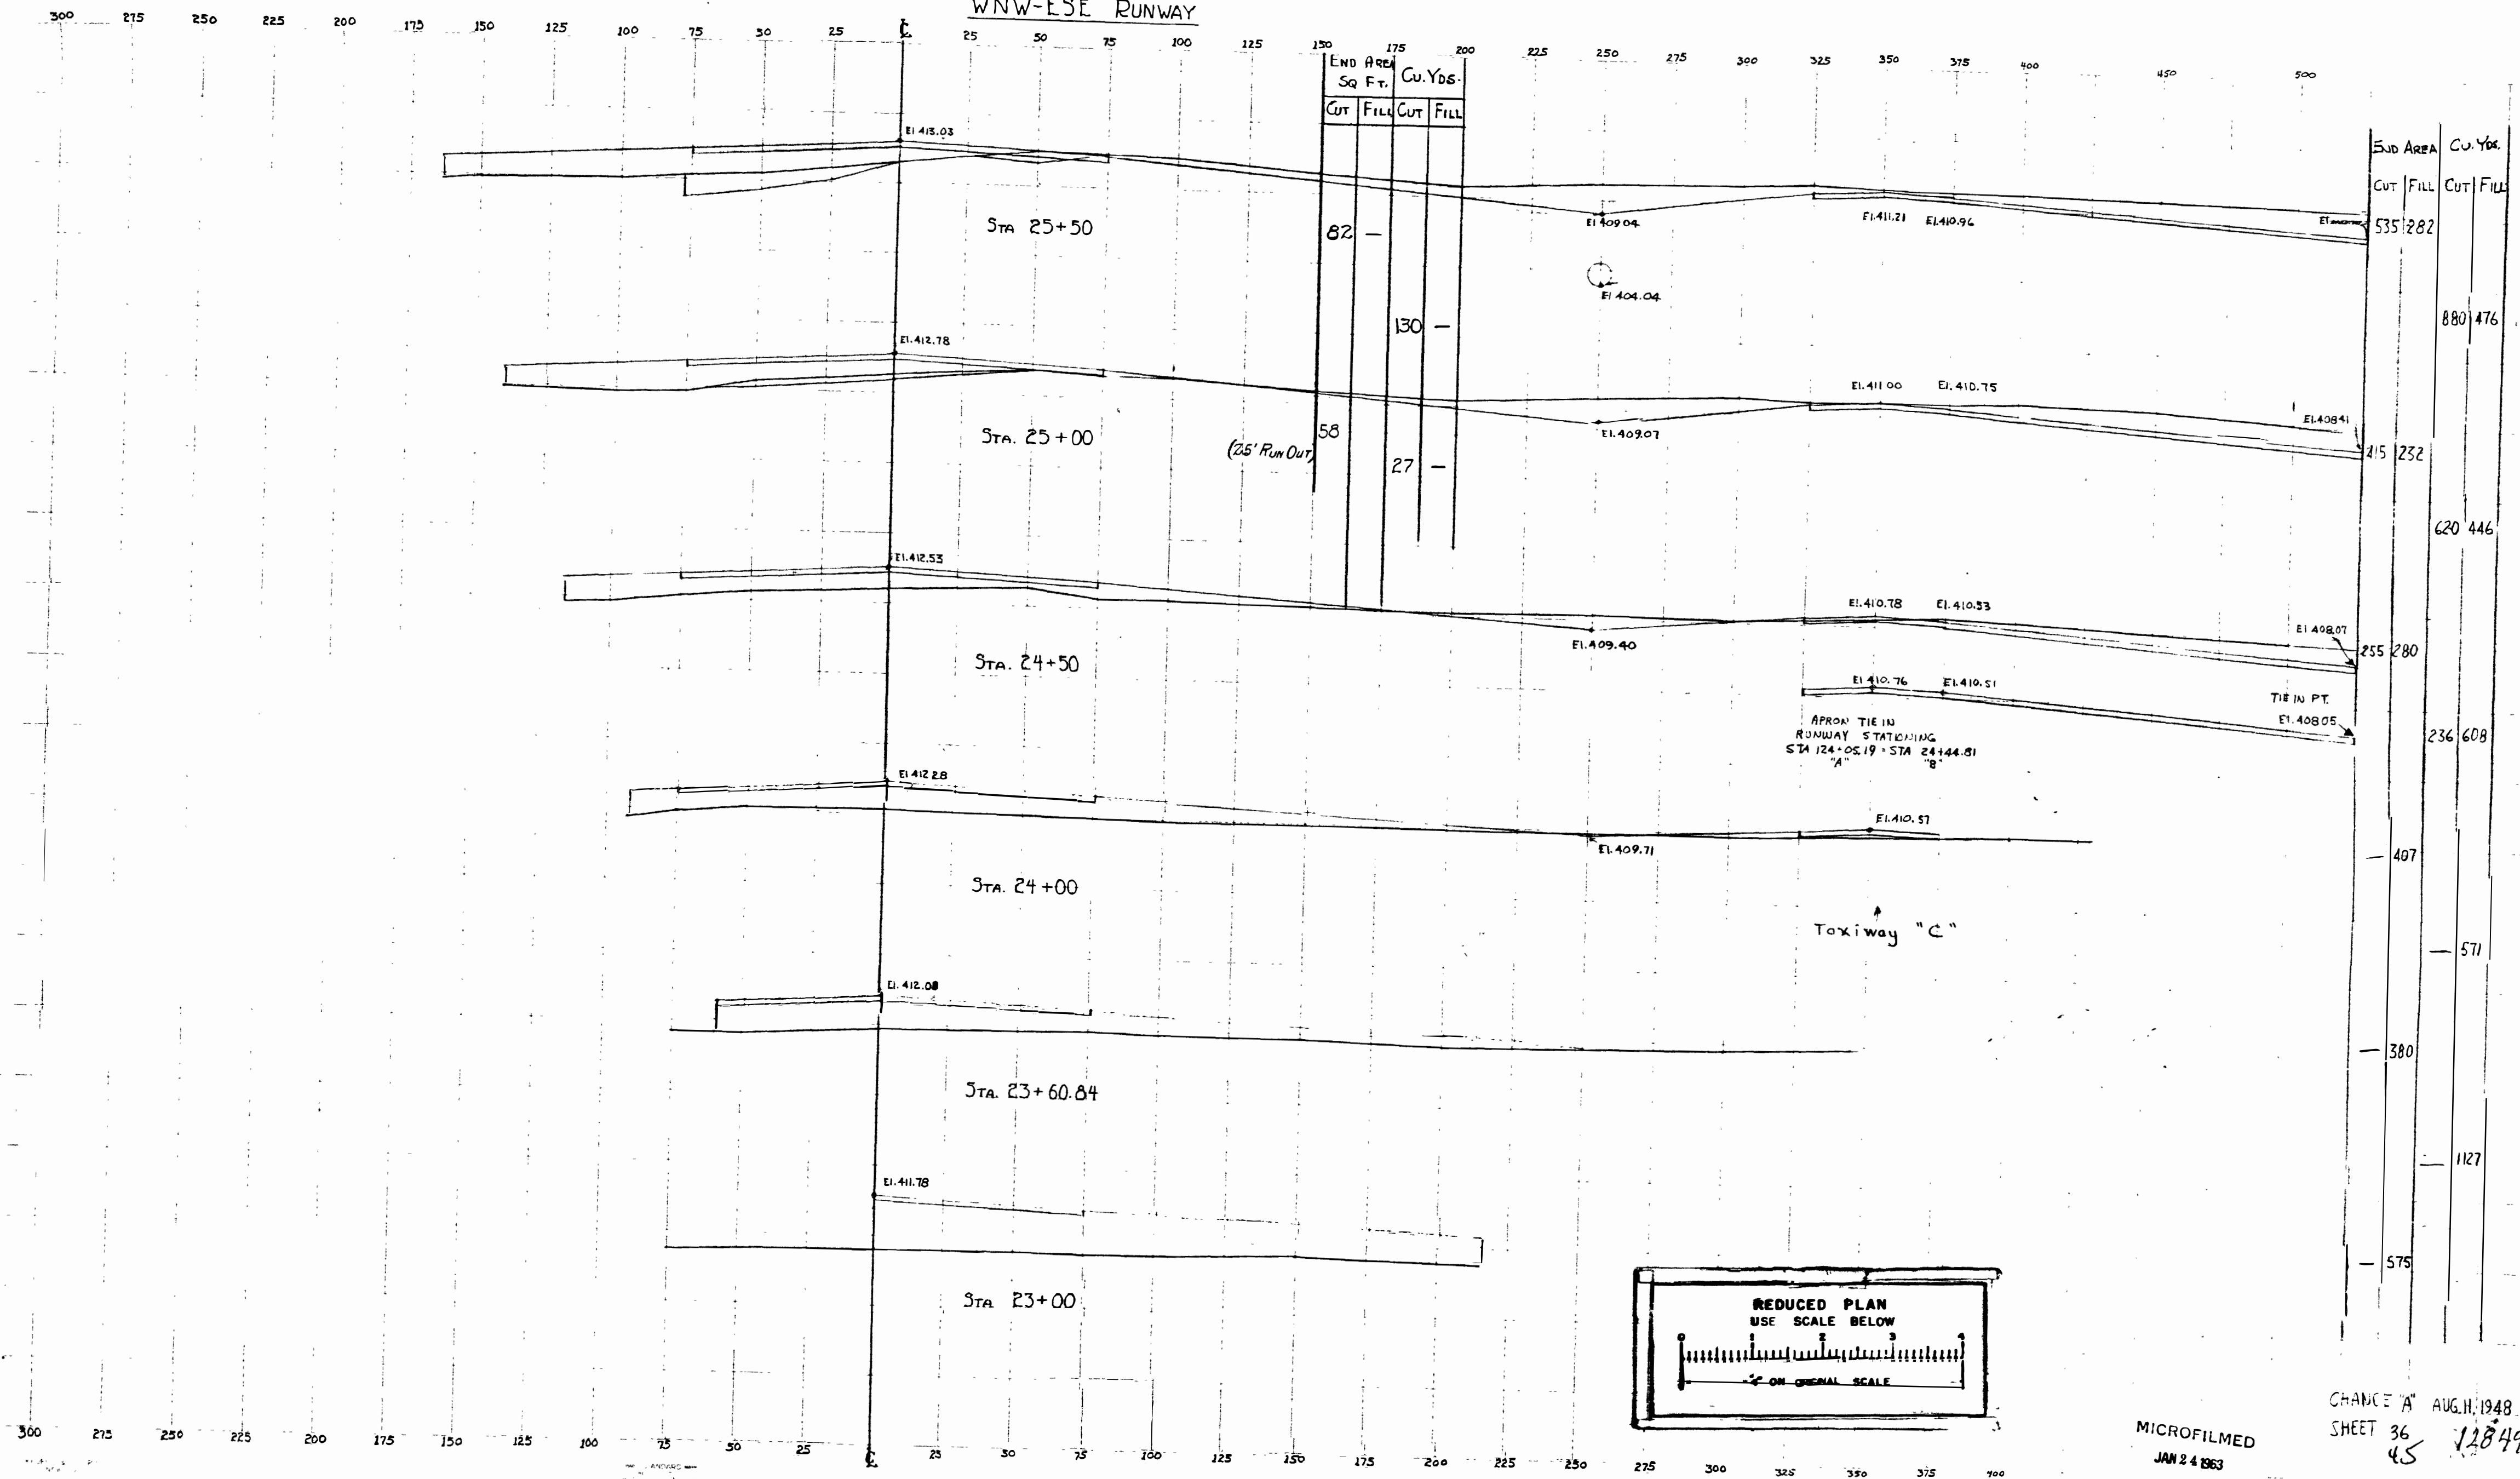 WNW-ESE RUNWAY
300 275 250 225 200 175 150 125 100 75 50 25 ℄ 25 50 75 100 125 150 175 200 225 250 275 300 325 350 375 400 450 500
END AREA SQ FT. CU. YDS.
CUT FILL CUT FILL
END AREA CU. YDS.
CUT FILL CUT FILL
El 413.03
STA 25+50
82 —
El 409.04
El. 411.21 El. 410.96
535 282
El 404.04
130 —
880 476
El. 412.78
El. 411.00 El. 410.75
STA. 25+00
(25' RUN OUT)
58
El. 409.07
El. 40841
415 232
27 —
620 446
El. 412.53
El. 410.78 El. 410.53
El 408.07
STA. 24+50
El. 409.40
255 280
El 410.76 El. 410.51
TIE IN PT.
El. 408.05
APRON TIE IN
RUNWAY STATIONING
STA 124+05.19 = STA 24+44.81
"A" "B"
236 608
El 412.28
El. 410.57
El. 409.71
— 407
STA. 24+00
Toxiway "C"
— 571
El. 412.08
— 380
STA. 23+60.84
— 1127
El. 411.78
— 575
STA 23+00
REDUCED PLAN
USE SCALE BELOW
0 1 2 3 4
ON ORIGINAL SCALE
300 275 250 225 200 175 150 125 100 75 50 25 ℄ 25 50 75 100 125 150 175 200 225 250 275 300 325 350 375 400
CHANGE "A" AUG. 11, 1948
SHEET 36
45
MICROFILMED
JAN 24 1963